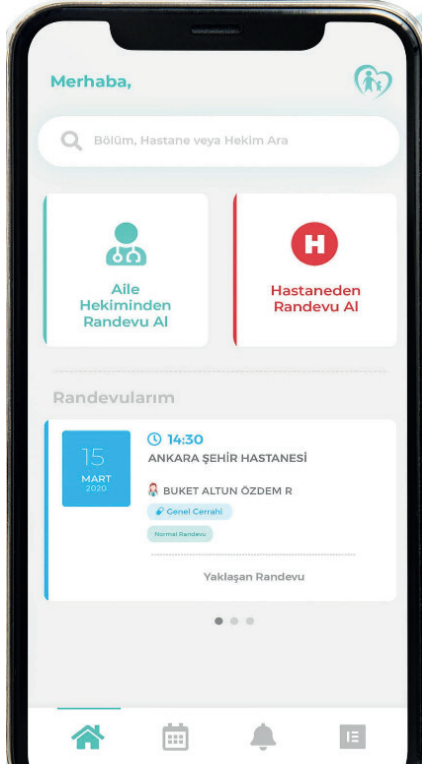 Merhaba,
Bölüm, Hastane veya Hekim Ara
Aile
Hekiminden
Randevu Al
H
Hastaneden
Randevu Al
Randevularım
15
MART
2020
14:30
ANKARA ŞEHİR HASTANESİ
BUKET ALTUN ÖZDEM R
Genel Cerrahi
Normal Randevu
Yaklaşan Randevu